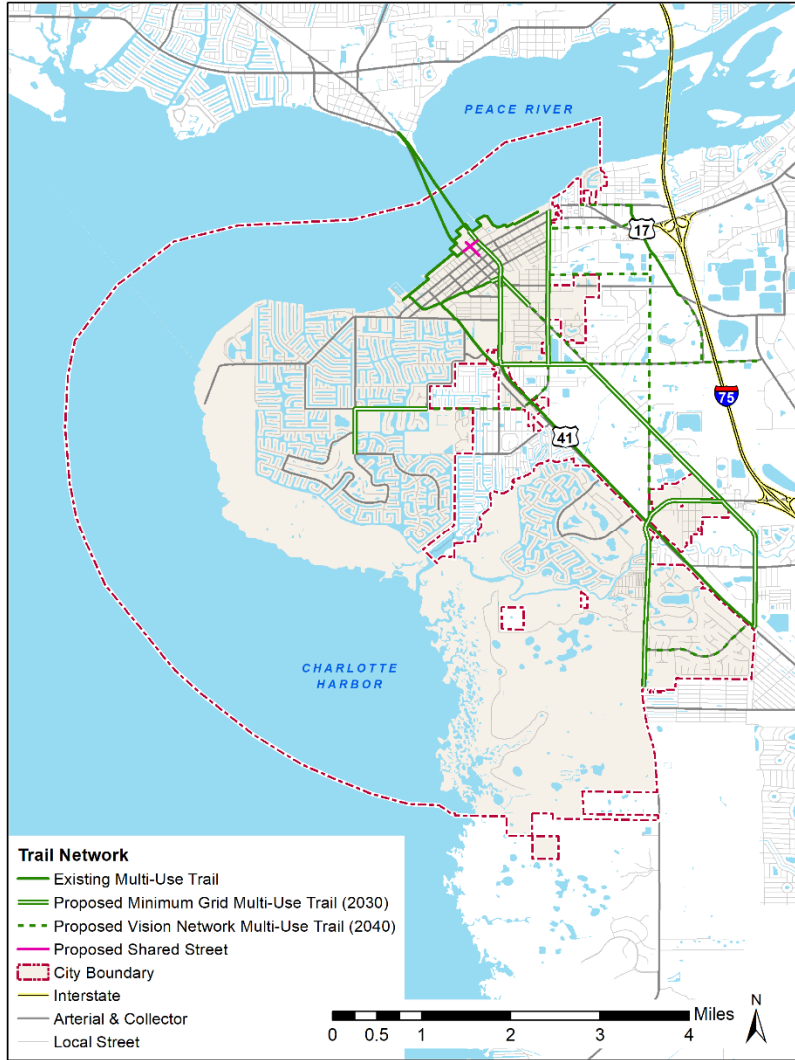 PEACE RIVER
17
75
41
CHARLOTTE
HARBOR
Trail Network
Existing Multi-Use Trail
Proposed Minimum Grid Multi-Use Trail (2030)
Proposed Vision Network Multi-Use Trail (2040)
Proposed Shared Street
City Boundary
Interstate
Arterial & Collector
Local Street
Miles
0 0.5 1 2 3 4
N